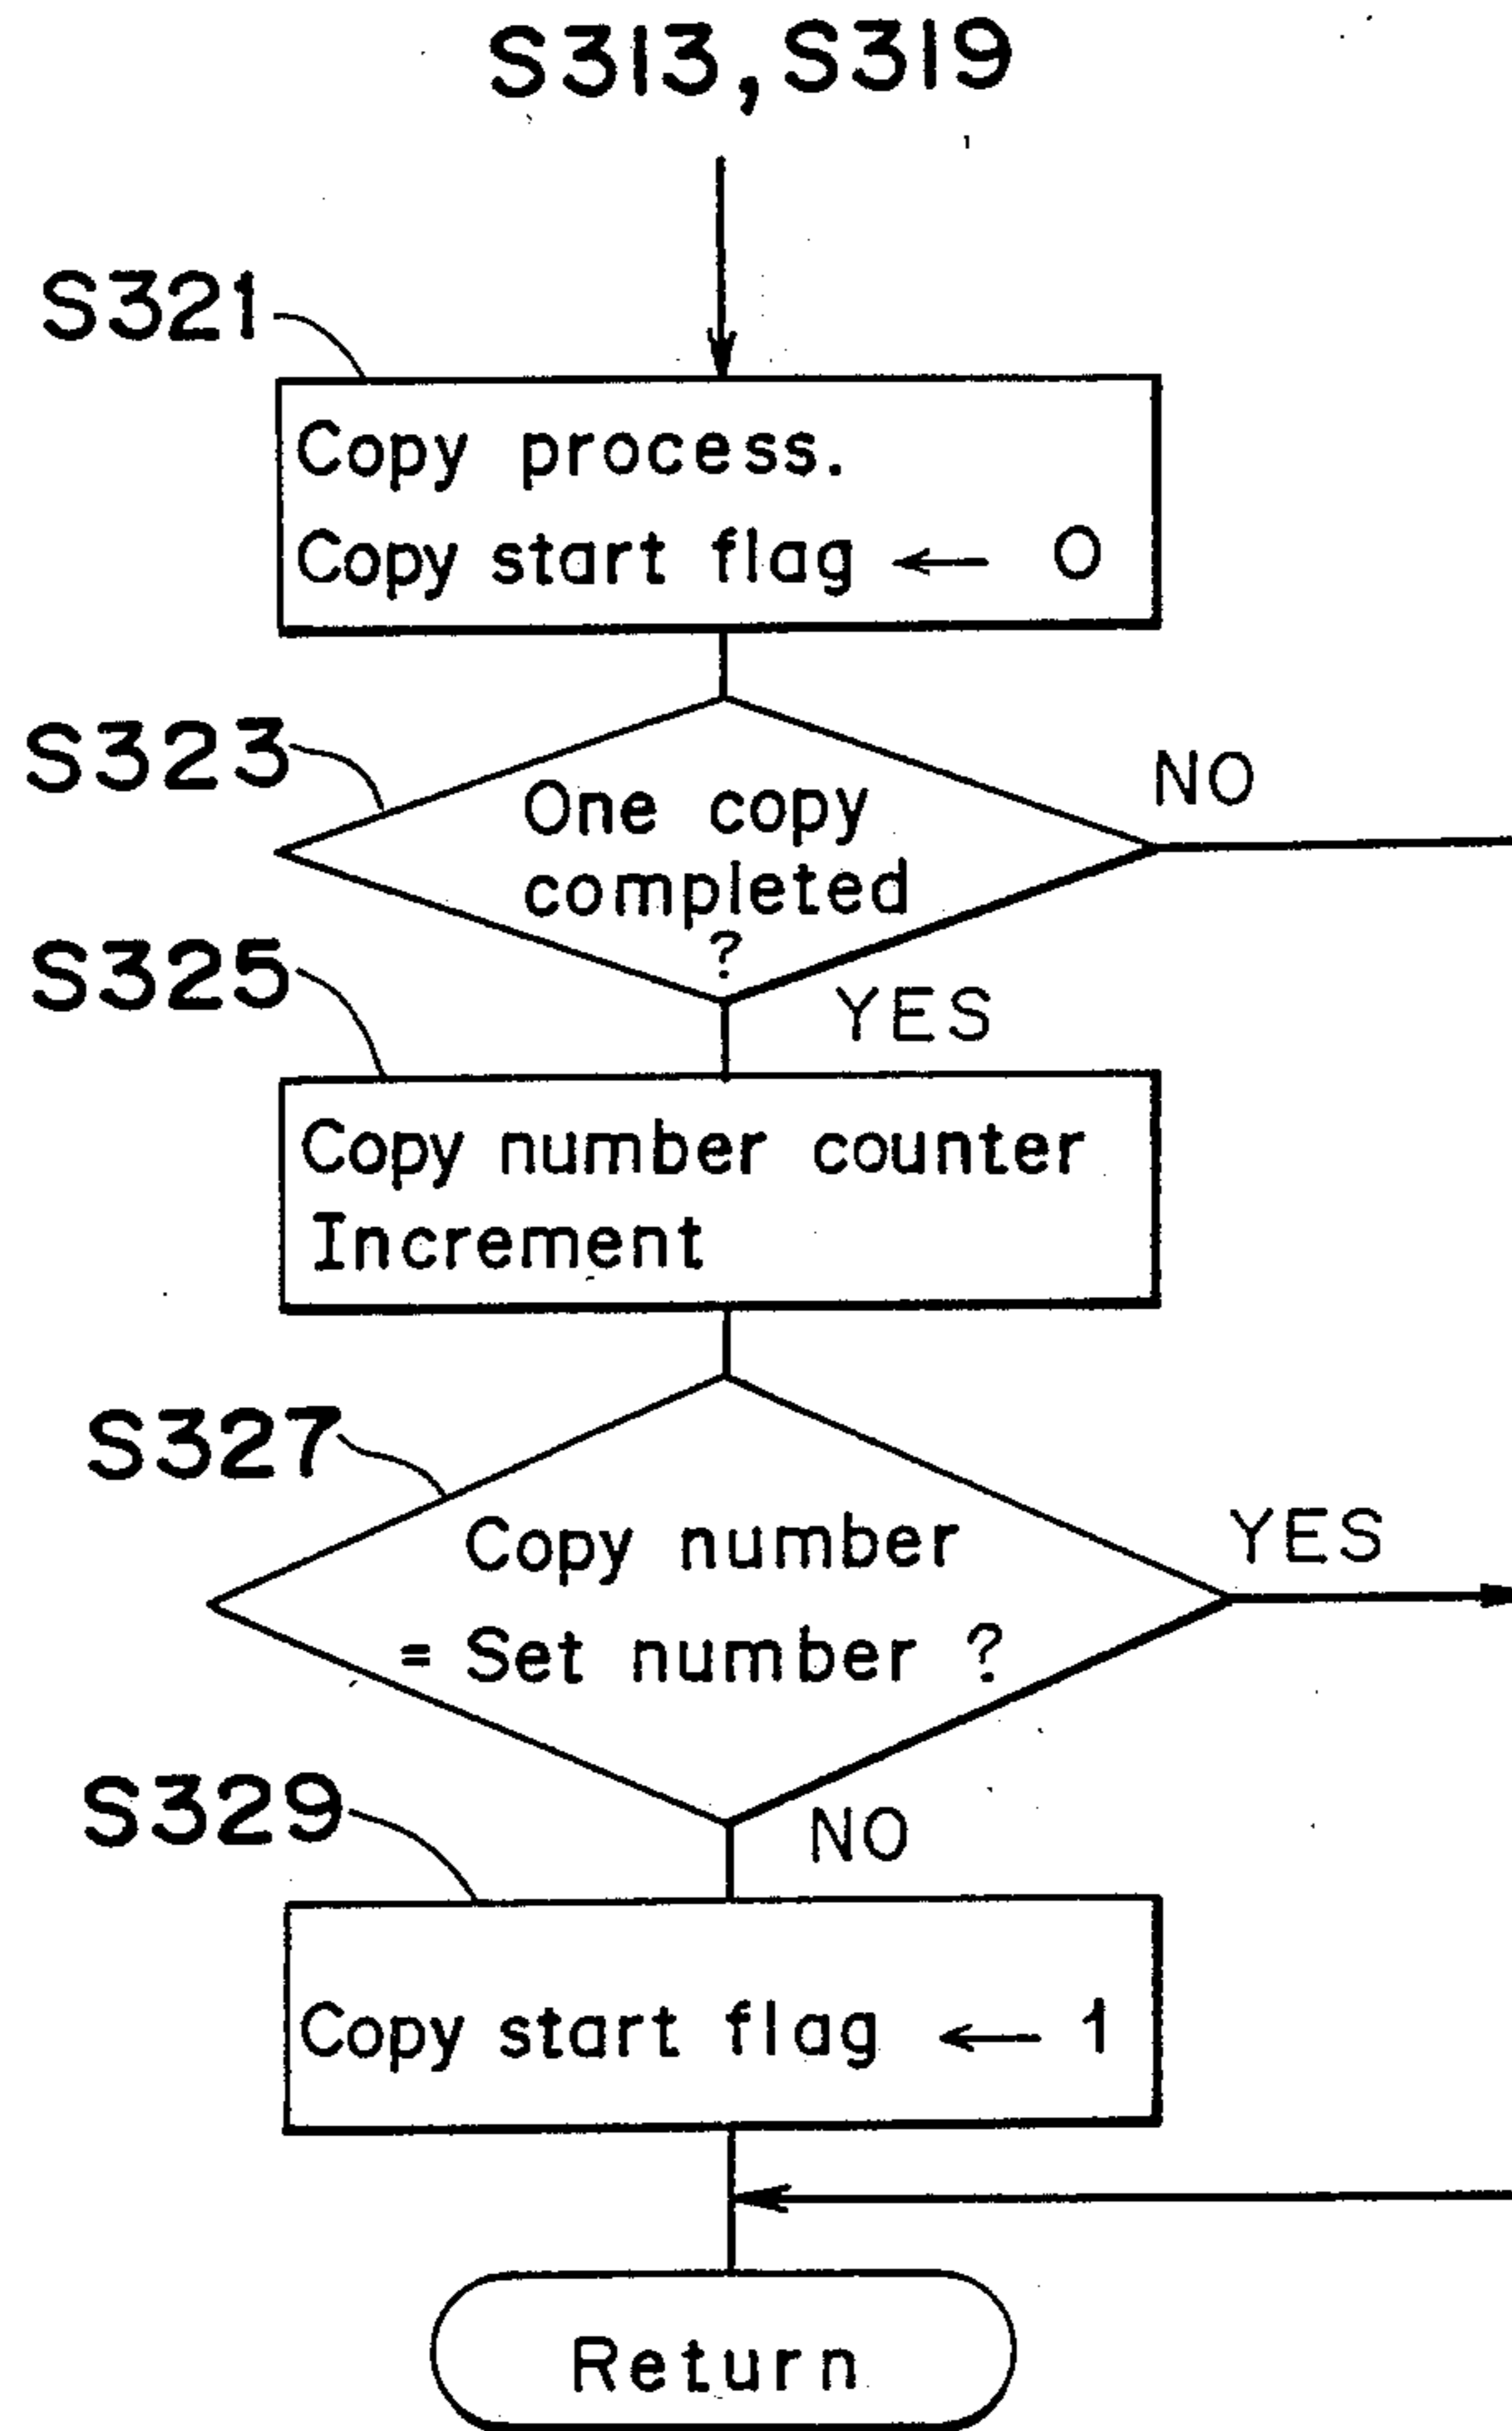 S313, S319
S321
Copy process.
Copy start flag ← 0
S323
One copy
completed
?
NO
YES
S325
Copy number counter
Increment
S327
Copy number
= Set number ?
YES
NO
S329
Copy start flag ← 1
Return